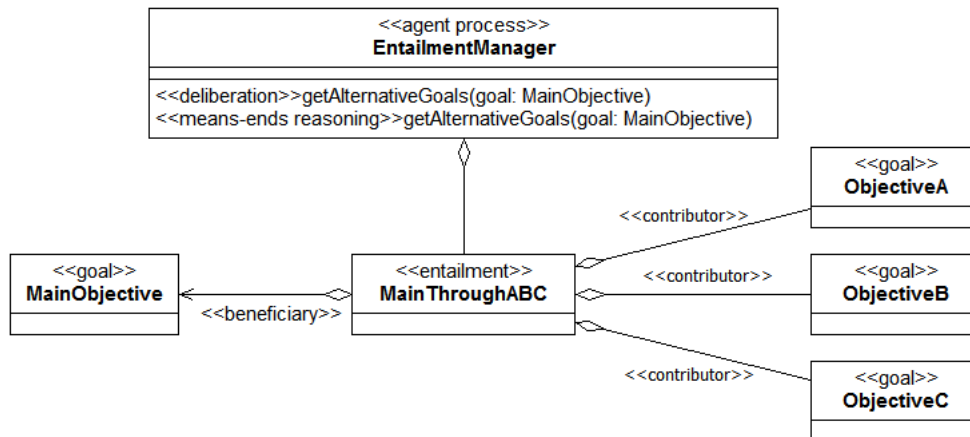 <<agent process>>
EntailmentManager
<<deliberation>>getAlternativeGoals(goal: MainObjective)
<<means-ends reasoning>>getAlternativeGoals(goal: MainObjective)
<<goal>>
ObjectiveA
<<contributor>>
<<goal>>
MainObjective
<<beneficiary>>
<<entailment>>
MainThroughABC
<<contributor>>
<<goal>>
ObjectiveB
<<contributor>>
<<goal>>
ObjectiveC